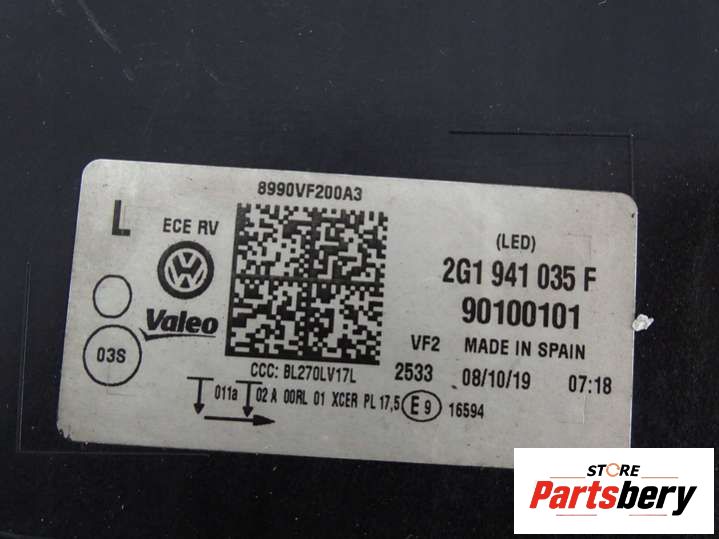 8990VF200A3
L
ECE RV
(LED)
2G1 941 035 F
90100101
Valeo
03S
VF2 MADE IN SPAIN
CCC: BL270LV17L
2533 08/10/19 07:18
011a 02 A 00RL 01 XCER PL 17,5 E9 16594
STORE
Partsbery